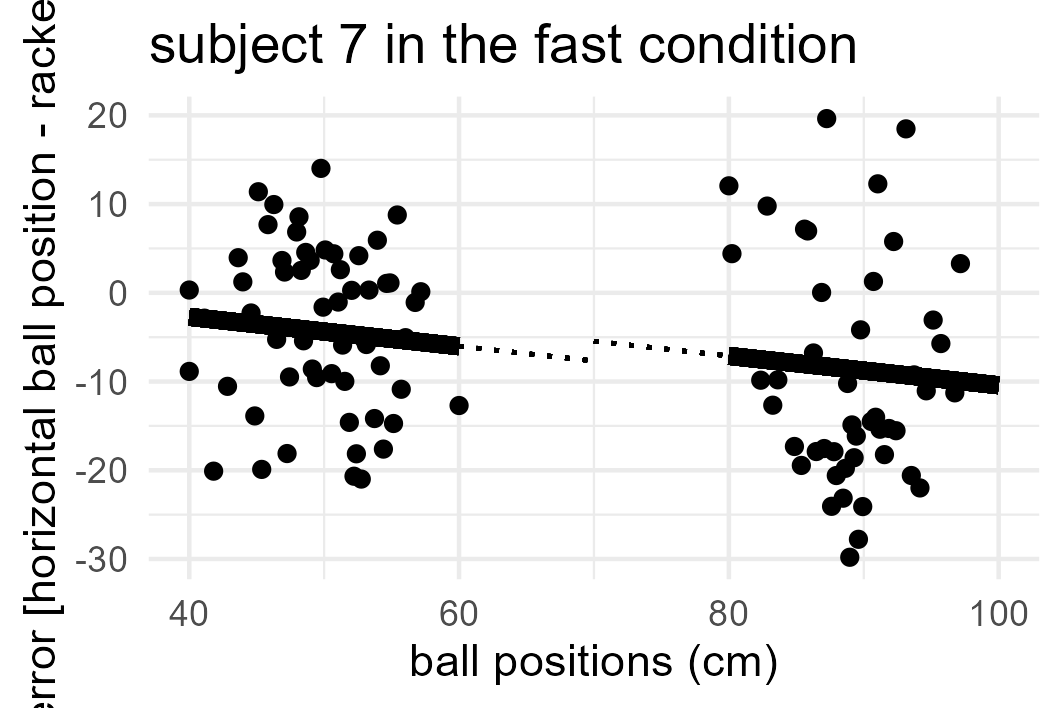 subject 7 in the fast condition
error [horizontal ball position - racke
20
10
0
-10
-20
-30
40 60 80 100
ball positions (cm)